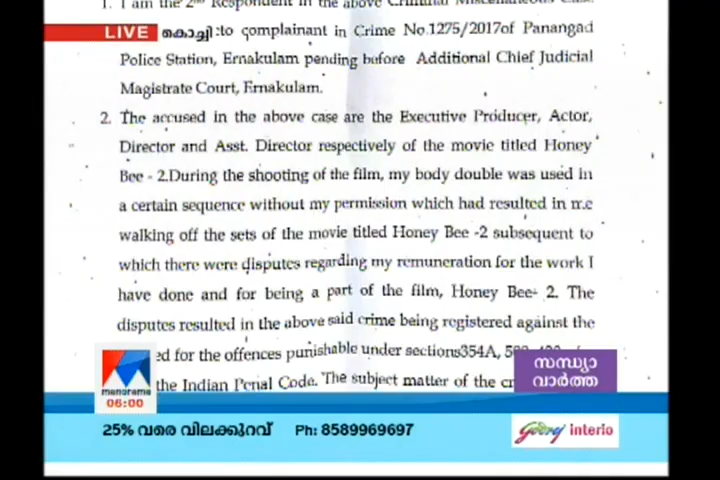 1. I am the 2nd Respondent in the above Criminal Miscellaneous Case
LIVE കൊച്ചി :to complainant in Crime No.1275/2017of Panangad
Police Station, Ernakulam pending before Additional Chief Judicial
Magistrate Court, Ernakulam.
2. The accused in the above case are the Executive Producer, Actor,
Director and Asst. Director respectively of the movie titled Honey
Bee - 2.During the shooting of the film, my body double was used in
a certain sequence without my permission which had resulted in me
walking off the sets of the movie titled Honey Bee -2 subsequent to
which there were disputes regarding my remuneration for the work I
have done and for being a part of the film, Honey Bee- 2. The
disputes resulted in the above said crime being registered against the
ed for the offences punishable under sections354A,
the Indian Penal Code. The subject matter of the
സന്ധ്യാ
വാർത്ത
manorama
06:00
25% വരെ വിലക്കുറവ് Ph: 8589969697
Godrej interio